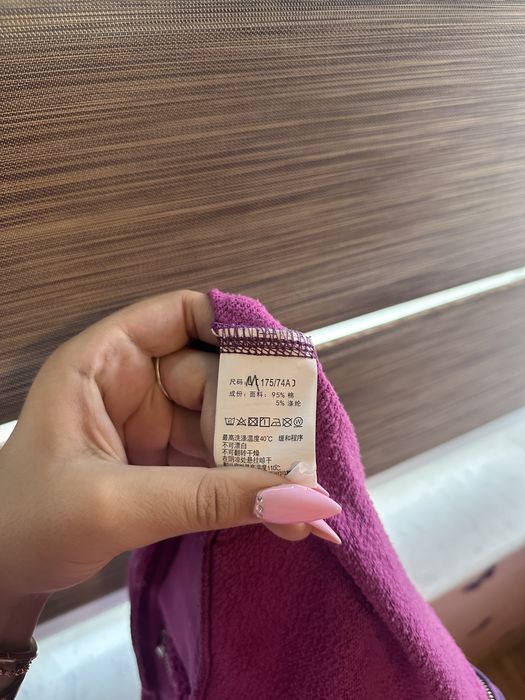 尺码: M 175/74A
成份: 面料: 95% 棉
5% 涤纶
最高洗涤温度40℃ 缓和程序
不可漂白
不可翻转干燥
在阴凉处悬挂晾干